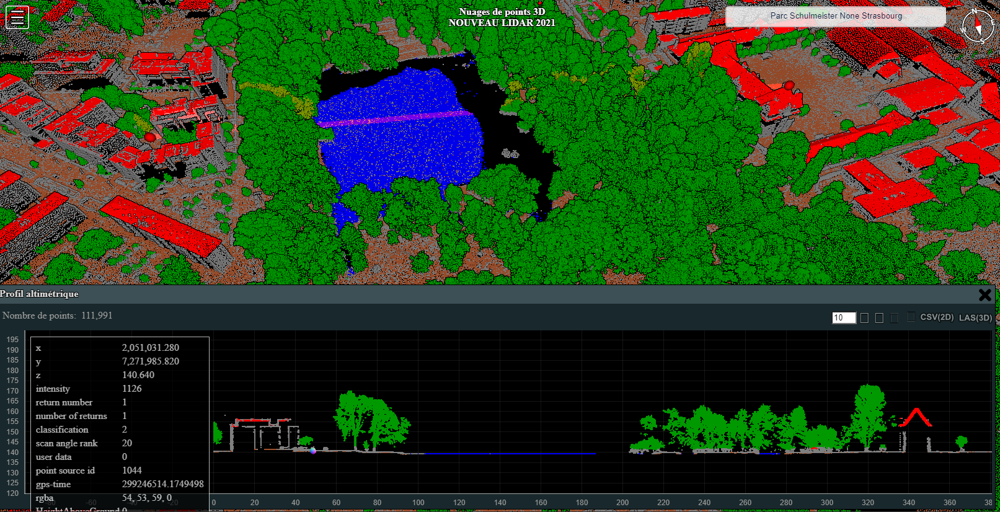 Nuages de points 3D
NOUVEAU LIDAR 2021
Parc Schulmeister None Strasbourg
N
E
S
W
Profil altimétrique
Nombre de points: 111,991
10
CSV(2D) LAS(3D)
195
190
185
180
175
170
165
160
155
150
145
140
135
130
125
120
x 2,051,031.280
y 7,271,985.820
z 140.640
intensity 1126
return number 1
number of returns 1
classification 2
scan angle rank 20
user data 0
point source id 1044
gps-time 299246514.1749498
rgba 54, 53, 59, 0
HeightAboveGround 0
-80 -60 -40 -20 0 20 40 60 80 100 120 140 160 180 200 220 240 260 280 300 320 340 360 38